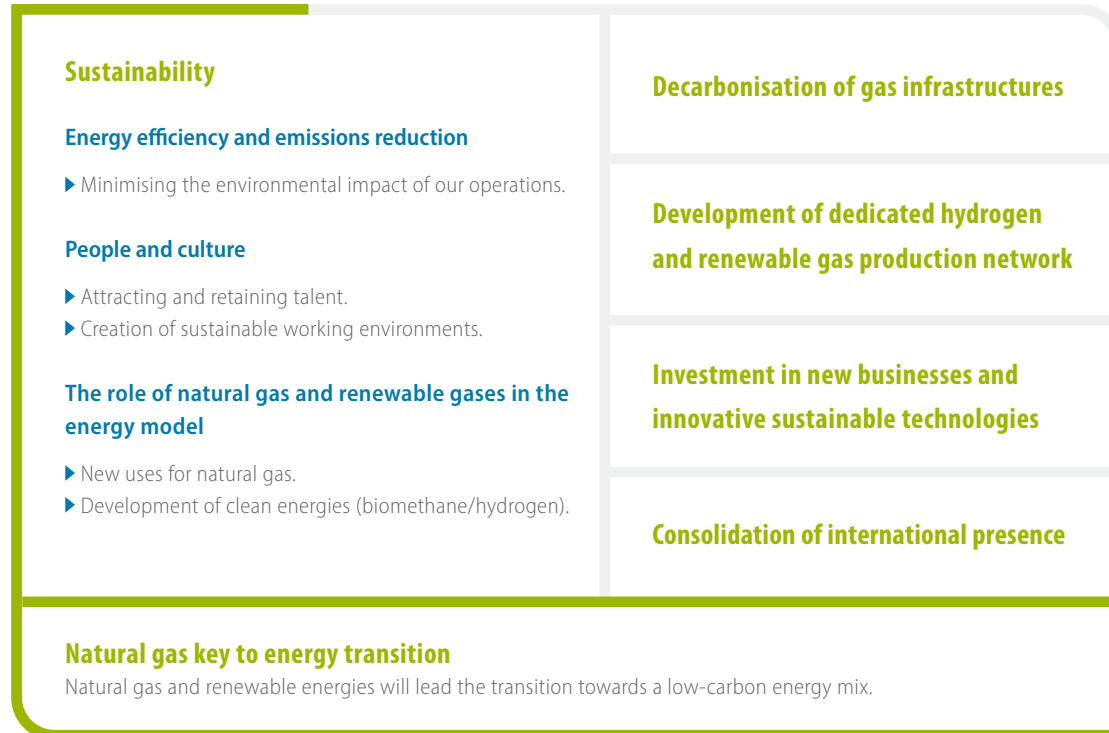 Sustainability
Energy efficiency and emissions reduction
Minimising the environmental impact of our operations.
People and culture
Attracting and retaining talent.
Creation of sustainable working environments.
The role of natural gas and renewable gases in the
energy model
New uses for natural gas.
Development of clean energies (biomethane/hydrogen).
Decarbonisation of gas infrastructures
Development of dedicated hydrogen
and renewable gas production network
Investment in new businesses and
innovative sustainable technologies
Consolidation of international presence
Natural gas key to energy transition
Natural gas and renewable energies will lead the transition towards a low-carbon energy mix.